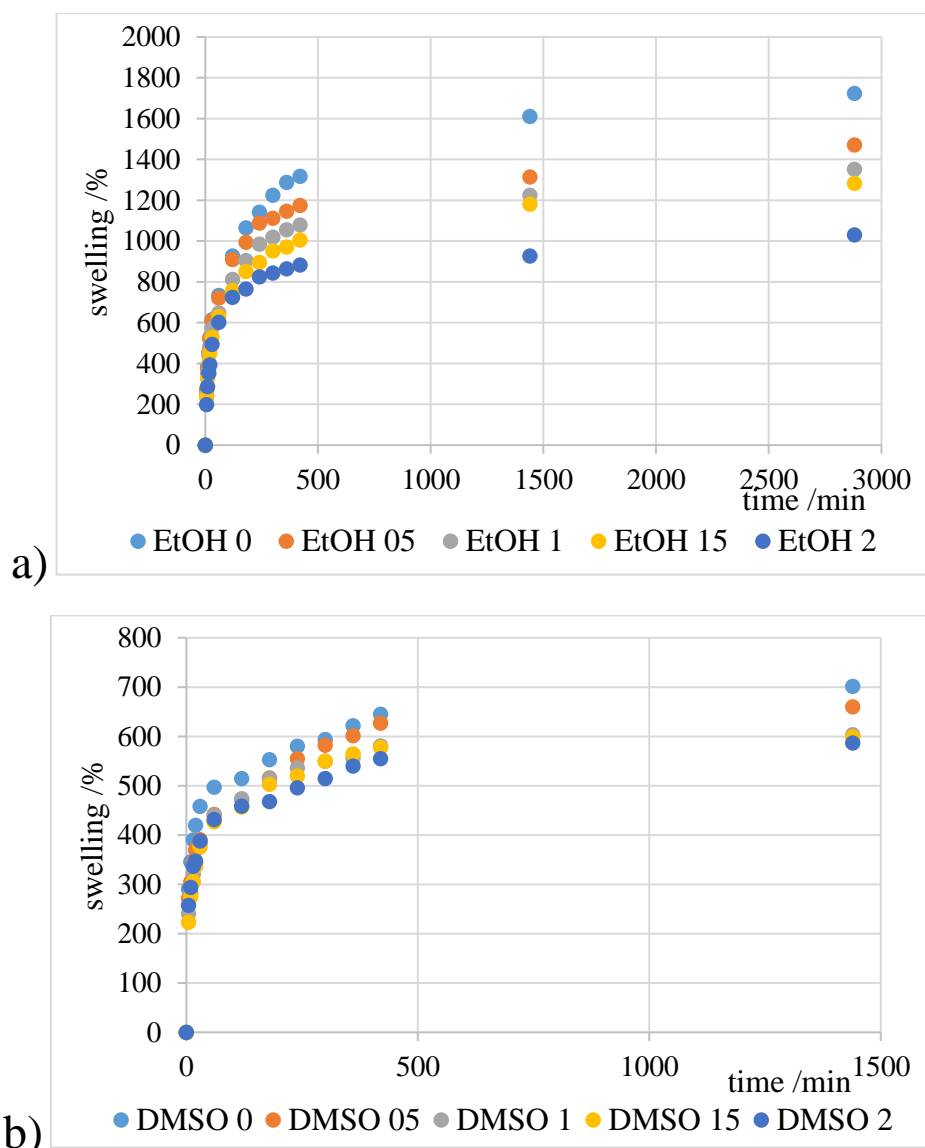 2000
1800
1600
1400
1200
1000
800
600
400
200
0
swelling /%
0 500 1000 1500 2000 2500 3000
time /min
EtOH 0 EtOH 05 EtOH 1 EtOH 15 EtOH 2
a)
800
700
600
500
400
300
200
100
0
swelling /%
0 500 1000 1500
time /min
DMSO 0 DMSO 05 DMSO 1 DMSO 15 DMSO 2
b)